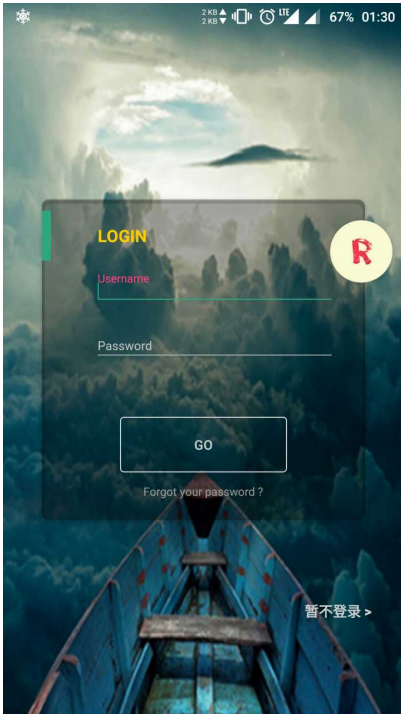 2 KB
2 KB
LTE
67%
01:30
LOGIN
R
Username
Password
GO
Forgot your password ?
暂不登录 >